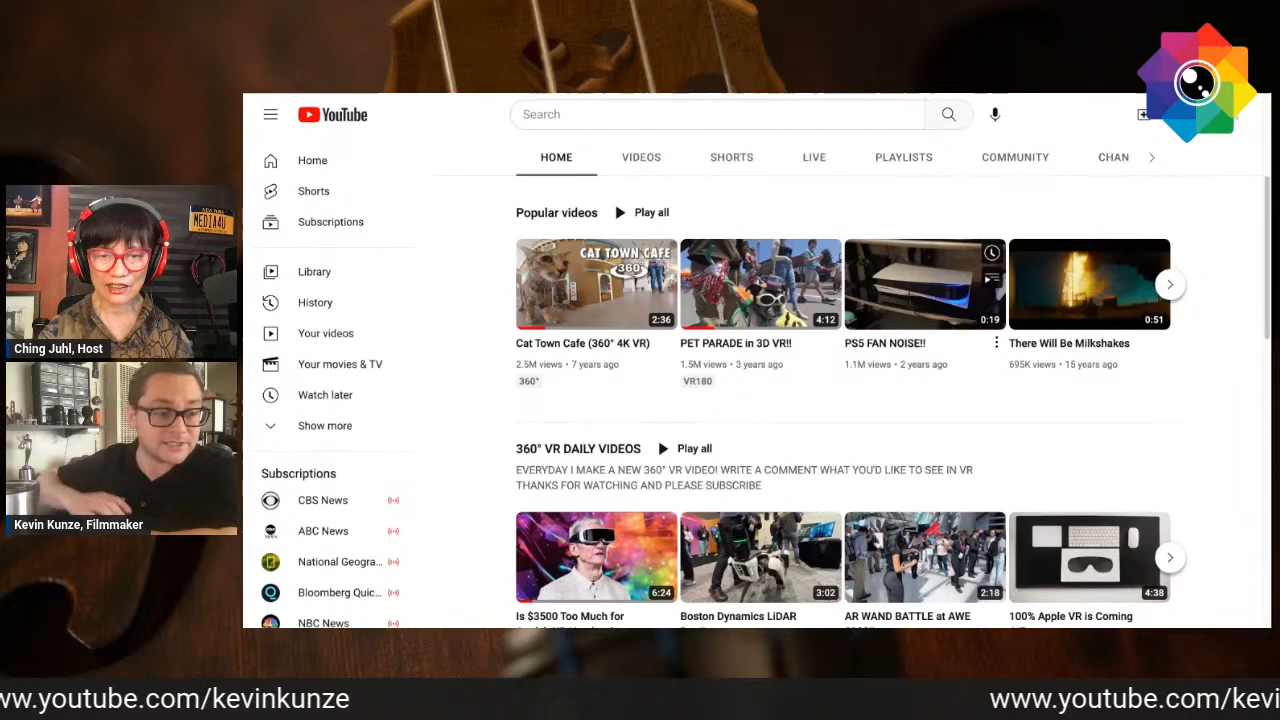 YouTube
Search
HOME
VIDEOS
SHORTS
LIVE
PLAYLISTS
COMMUNITY
CHAN
Home
Shorts
Subscriptions
Library
History
Your videos
Your movies & TV
Watch later
Show more
Subscriptions
CBS News
ABC News
National Geogra...
Bloomberg Quic...
NBC News
Popular videos
Play all
CAT TOWN CAFE
360°
2:36
4:12
0:19
0:51
Cat Town Cafe (360° 4K VR)
PET PARADE in 3D VR!!
PS5 FAN NOISE!!
There Will Be Milkshakes
2.5M views • 7 years ago
1.5M views • 3 years ago
1.1M views • 2 years ago
695K views • 15 years ago
360°
VR180
360° VR DAILY VIDEOS
Play all
EVERYDAY I MAKE A NEW 360° VR VIDEO! WRITE A COMMENT WHAT YOU'D LIKE TO SEE IN VR
THANKS FOR WATCHING AND PLEASE SUBSCRIBE
6:24
3:02
2:18
4:38
Is $3500 Too Much for
Boston Dynamics LiDAR
AR WAND BATTLE at AWE
100% Apple VR is Coming
NEW YORK
MEDIA4U
Ching Juhl, Host
Kevin Kunze, Filmmaker
ww.youtube.com/kevinkunze
www.youtube.com/kevi